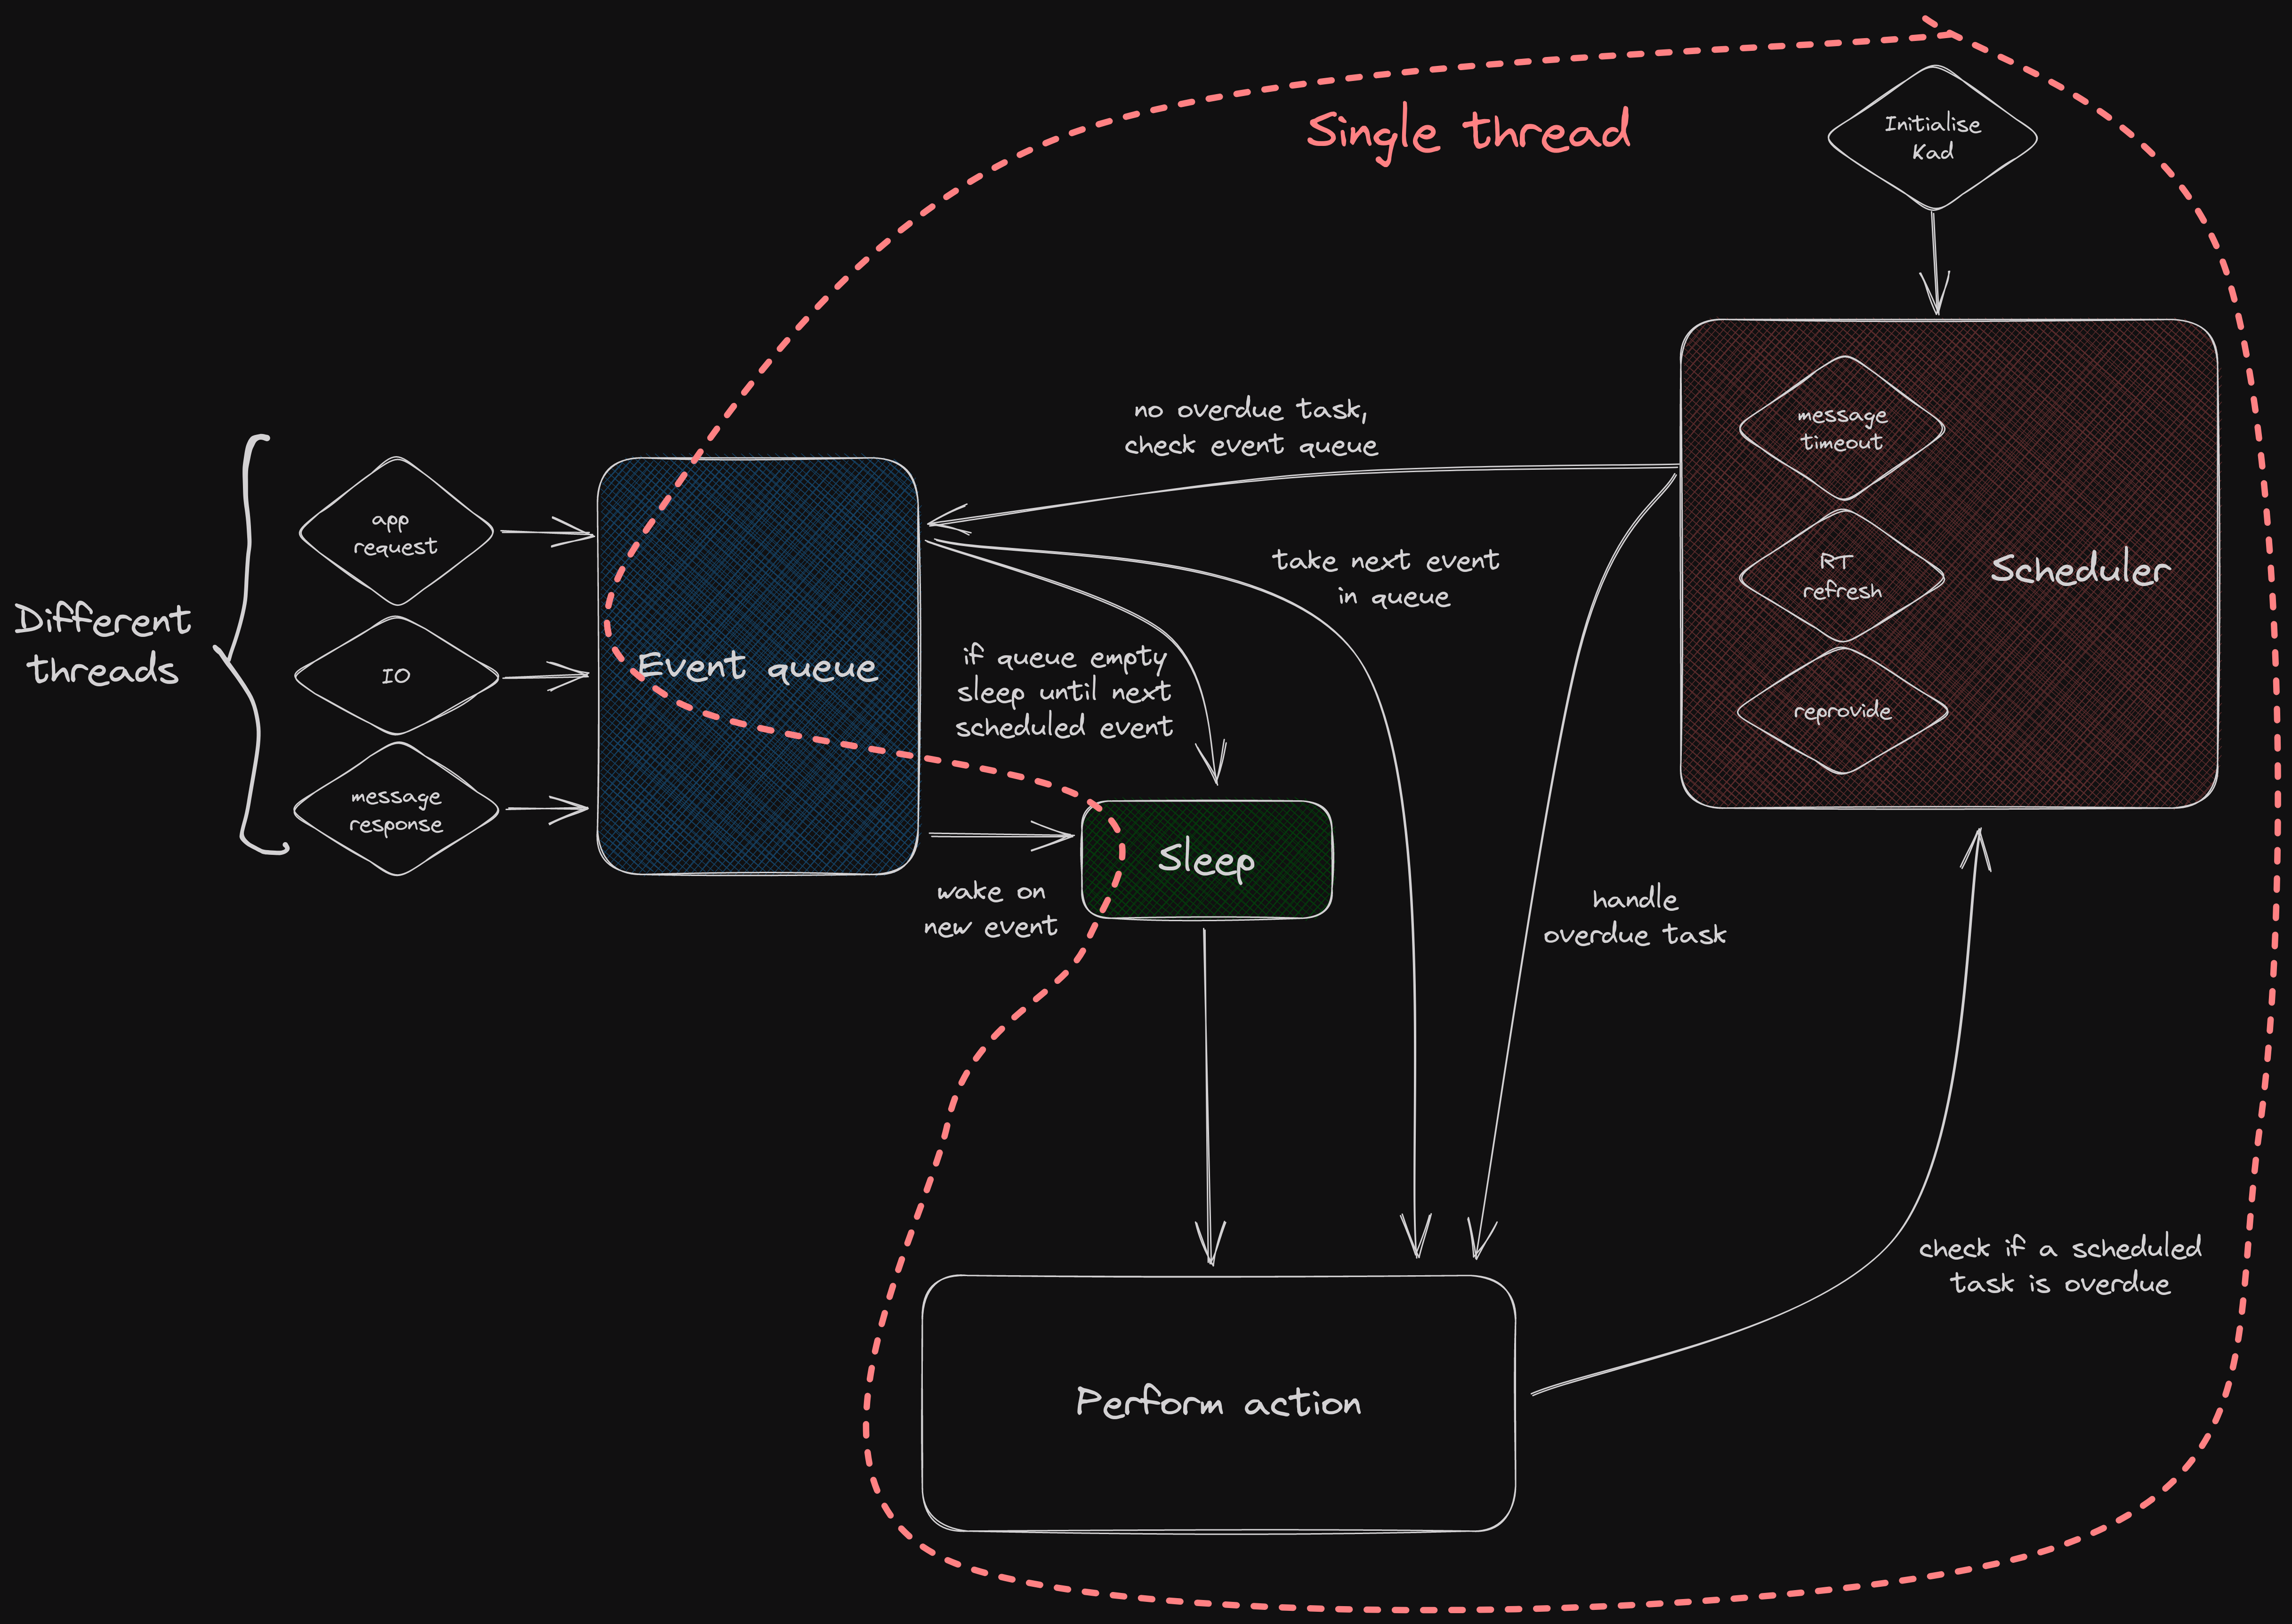 Single thread
Initialise
Kad
Different
threads
app
request
IO
message
response
Event queue
no overdue task,
check event queue
take next event
in queue
if queue empty
sleep until next
scheduled event
wake on
new event
Sleep
message
timeout
RT
refresh
reprovide
Scheduler
handle
overdue task
check if a scheduled
task is overdue
Perform action